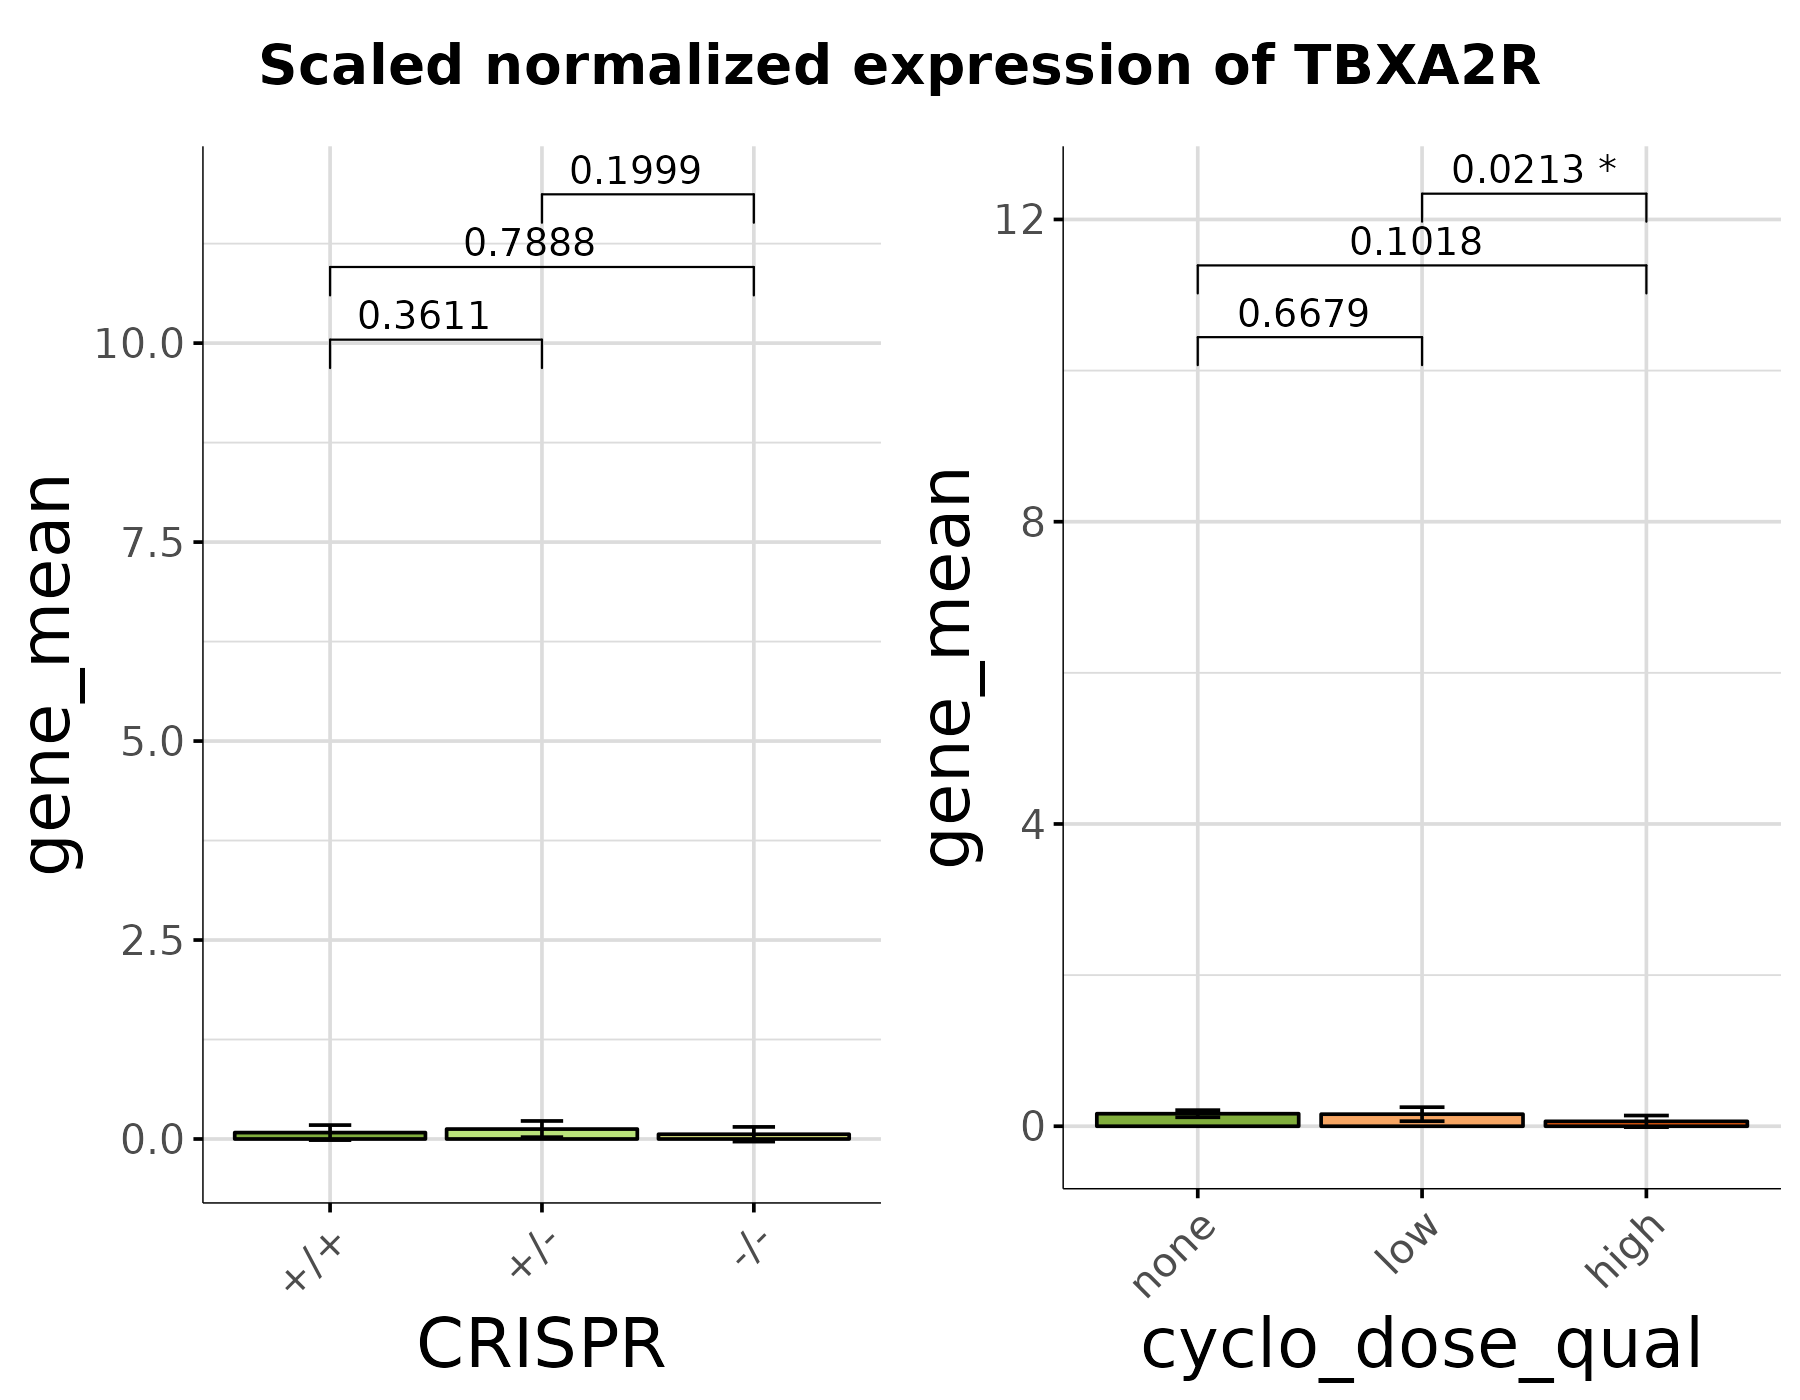 Scaled normalized expression of TBXA2R
gene_mean
0.1999
0.7888
0.3611
10.0
7.5
5.0
2.5
0.0
+/+
+/-
-/-
CRISPR
gene_mean
0.0213 *
12
0.1018
0.6679
8
4
0
none
low
high
cyclo_dose_qual